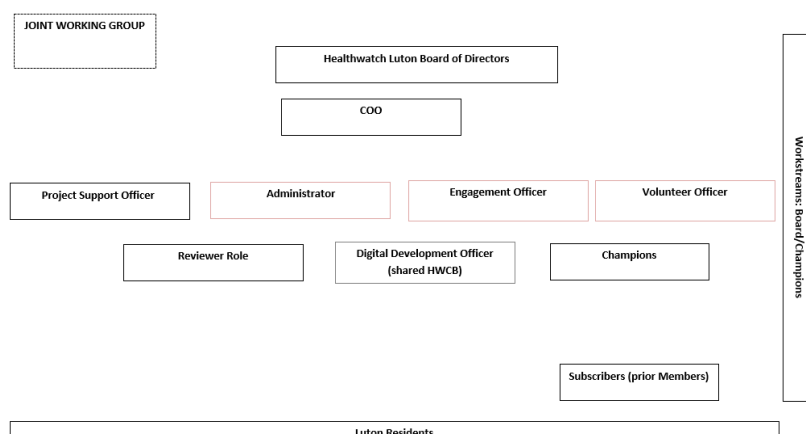 JOINT WORKING GROUP
Healthwatch Luton Board of Directors
COO
Workstreams: Board/Champions
Project Support Officer
Administrator
Engagement Officer
Volunteer Officer
Reviewer Role
Digital Development Officer
(shared HWCB)
Champions
Subscribers (prior Members)
Luton Residents